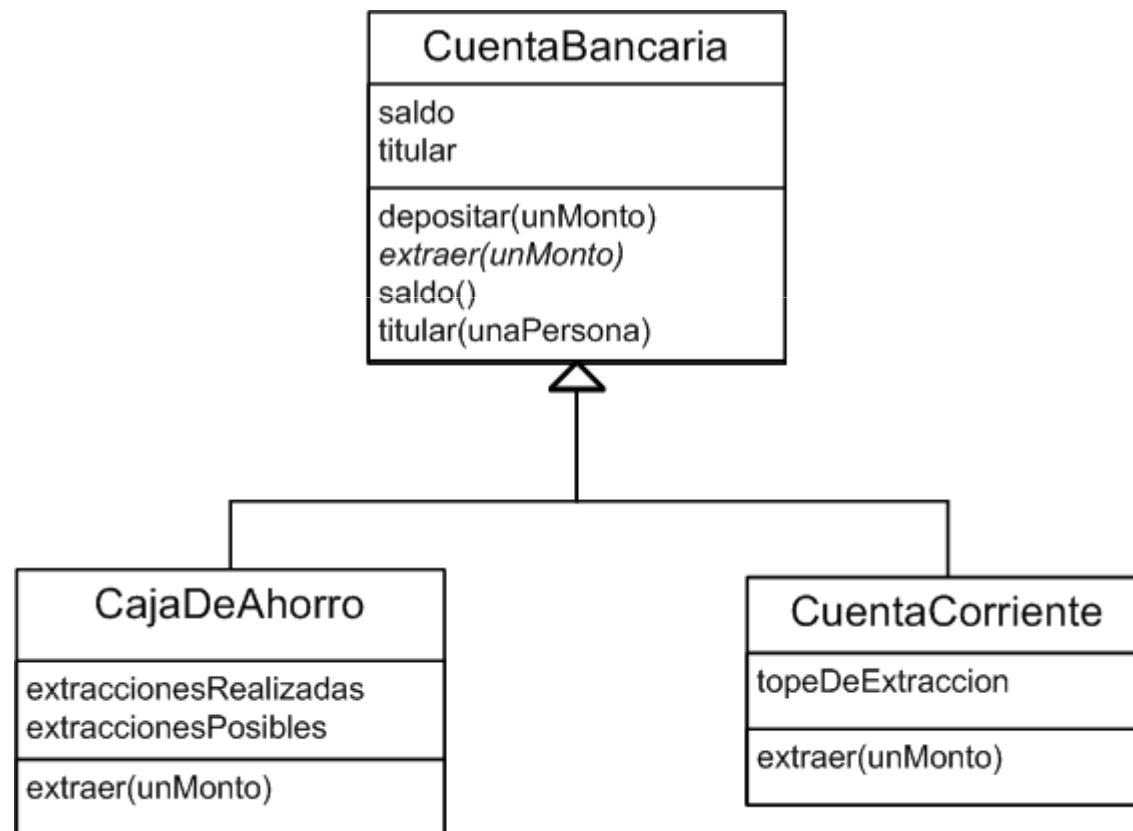 CuentaBancaria
saldo
titular
depositar(unMonto)
extraer(unMonto)
saldo()
titular(unaPersona)
CajaDeAhorro
extraccionesRealizadas
extraccionesPosibles
extraer(unMonto)
CuentaCorriente
topeDeExtraccion
extraer(unMonto)